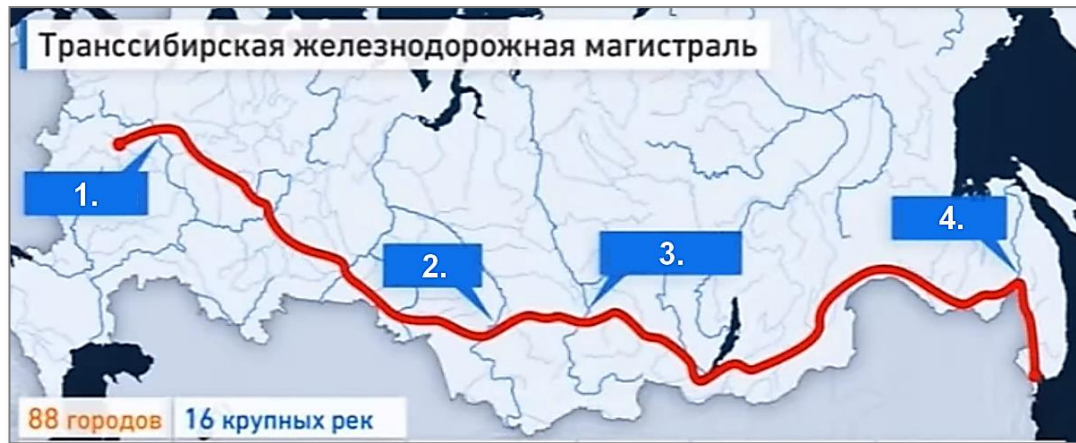 Транссибирская железнодорожная магистраль
1.
2.
3.
4.
88 городов 16 крупных рек